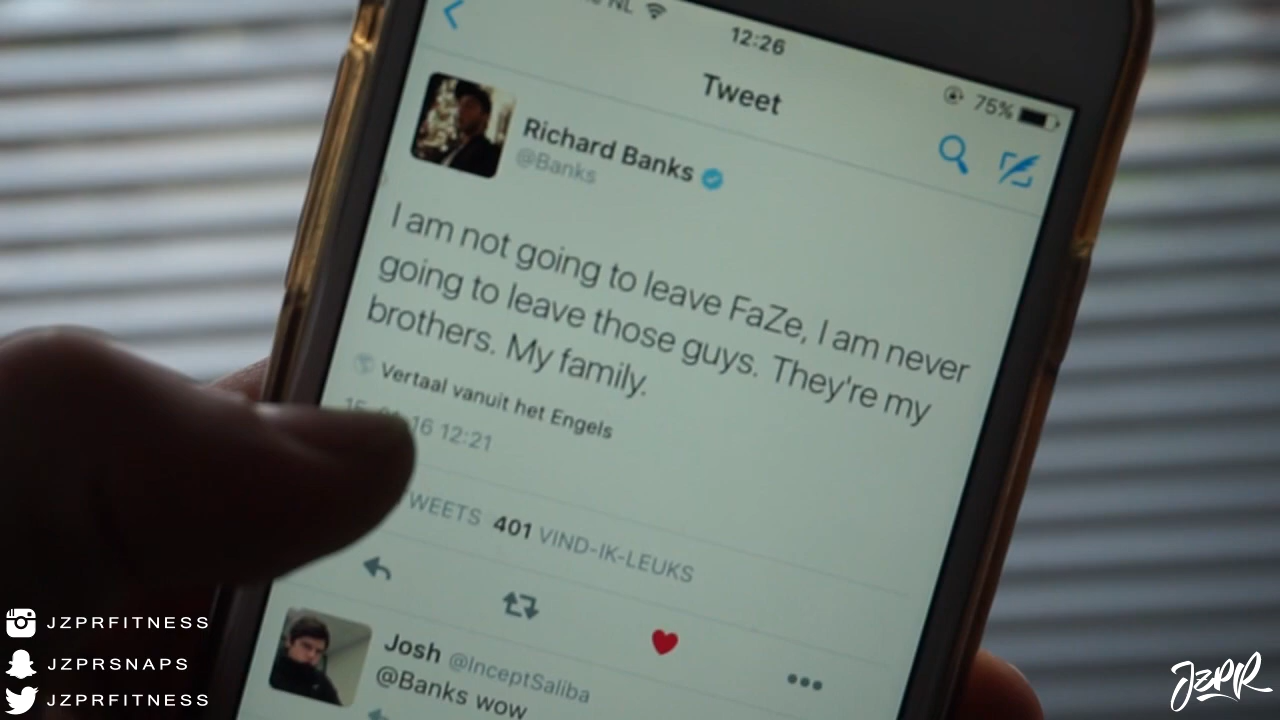 NL
12:26
75%
Tweet
Richard Banks
@Banks
I am not going to leave FaZe, I am never
going to leave those guys. They're my
brothers. My family.
Vertaal vanuit het Engels
16 12:21
WEETS 401 VIND-IK-LEUKS
Josh @InceptSaliba
@Banks wow
JZPRFITNESS
JZPRSNAPS
JZPRFITNESS
JZPR